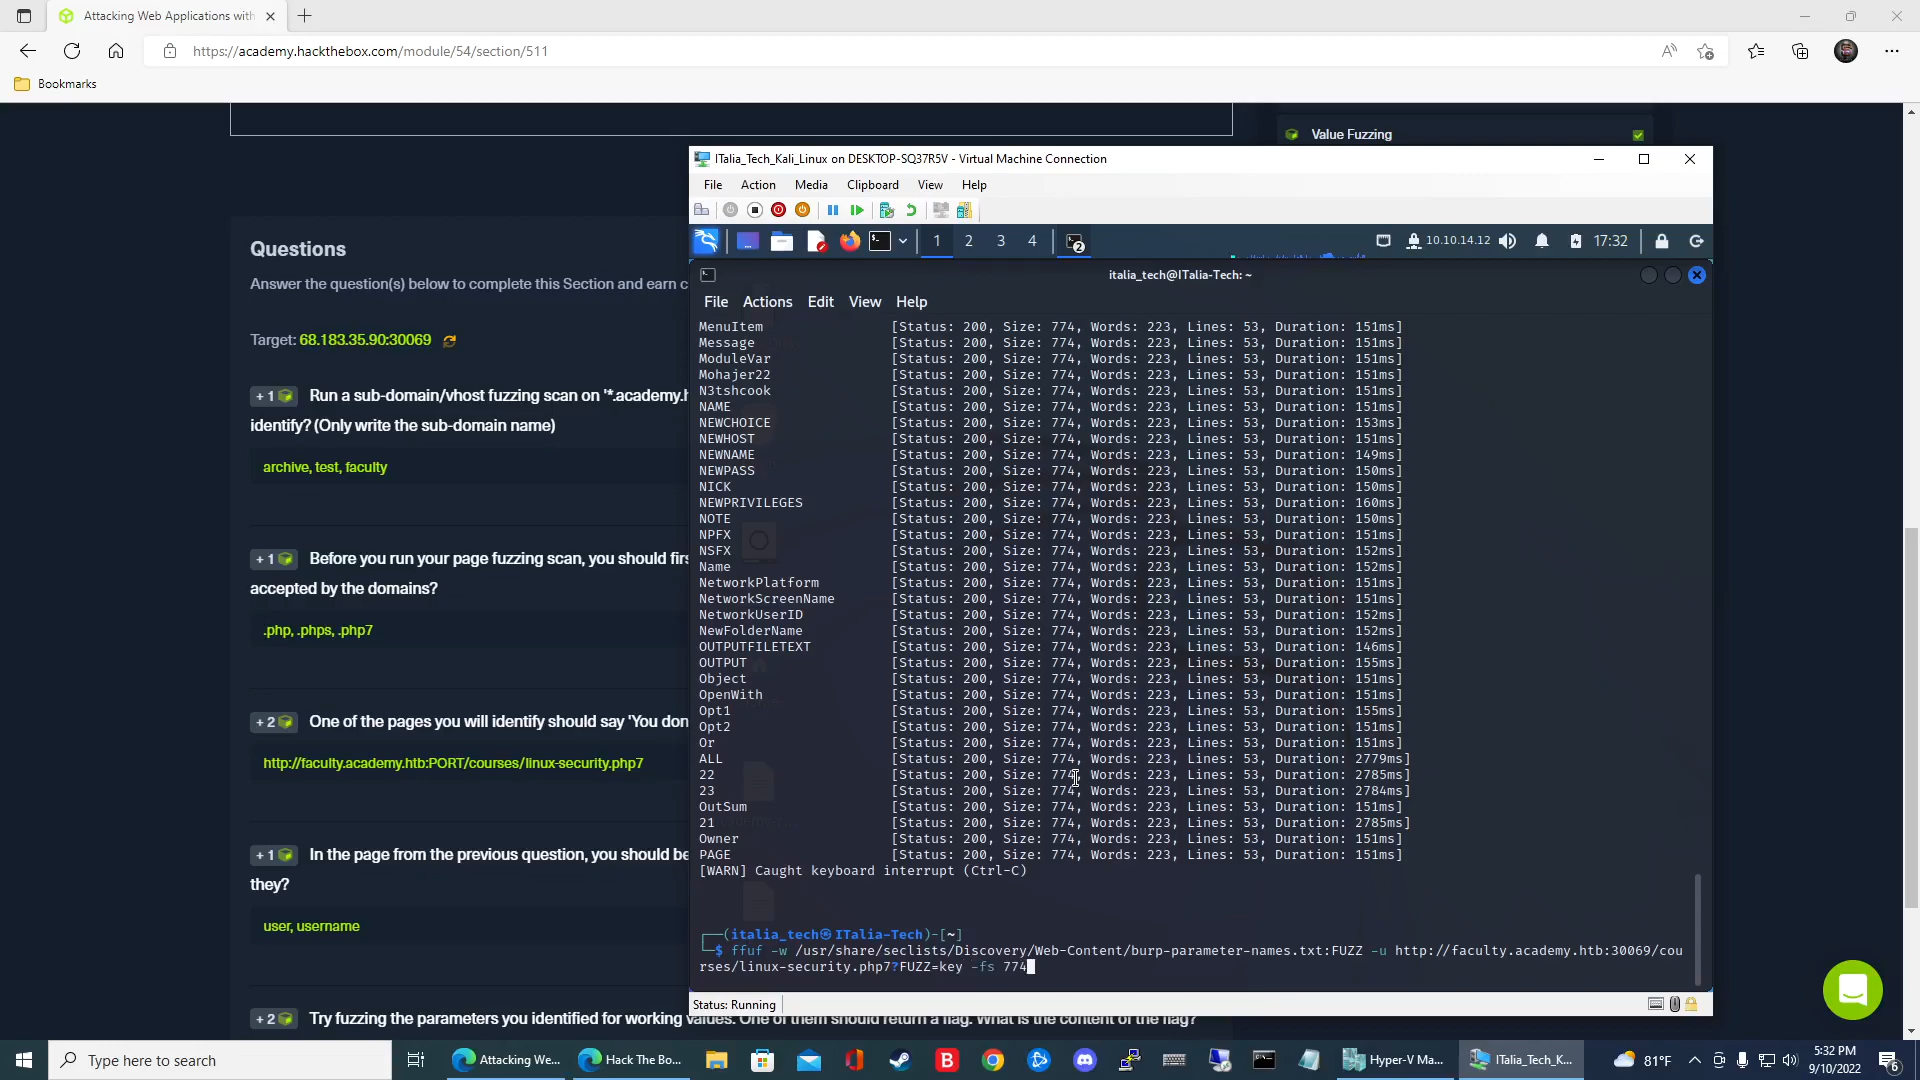 Attacking Web Applications with
https://academy.hackthebox.com/module/54/section/511
Bookmarks
Value Fuzzing
Questions
Answer the question(s) below to complete this Section and earn c
Target: 68.183.35.90:30069
+ 1 Run a sub-domain/vhost fuzzing scan on '*.academy.h
identify? (Only write the sub-domain name)
archive, test, faculty
+ 1 Before you run your page fuzzing scan, you should firs
accepted by the domains?
.php, .phps, .php7
+ 2 One of the pages you will identify should say 'You don
http://faculty.academy.htb:PORT/courses/linux-security.php7
+ 1 In the page from the previous question, you should be
they?
user, username
+ 2 Try fuzzing the parameters you identified for working values. One of them should return a flag. What is the content of the flag?
ITalia_Tech_Kali_Linux on DESKTOP-SQ37R5V - Virtual Machine Connection
File Action Media Clipboard View Help
1 2 3 4 2 10.10.14.12 17:32
italia_tech@ITalia-Tech: ~
File Actions Edit View Help
MenuItem [Status: 200, Size: 774, Words: 223, Lines: 53, Duration: 151ms]
Message [Status: 200, Size: 774, Words: 223, Lines: 53, Duration: 151ms]
ModuleVar [Status: 200, Size: 774, Words: 223, Lines: 53, Duration: 151ms]
Mohajer22 [Status: 200, Size: 774, Words: 223, Lines: 53, Duration: 151ms]
N3tshcook [Status: 200, Size: 774, Words: 223, Lines: 53, Duration: 151ms]
NAME [Status: 200, Size: 774, Words: 223, Lines: 53, Duration: 151ms]
NEWCHOICE [Status: 200, Size: 774, Words: 223, Lines: 53, Duration: 153ms]
NEWHOST [Status: 200, Size: 774, Words: 223, Lines: 53, Duration: 151ms]
NEWNAME [Status: 200, Size: 774, Words: 223, Lines: 53, Duration: 149ms]
NEWPASS [Status: 200, Size: 774, Words: 223, Lines: 53, Duration: 150ms]
NICK [Status: 200, Size: 774, Words: 223, Lines: 53, Duration: 150ms]
NEWPRIVILEGES [Status: 200, Size: 774, Words: 223, Lines: 53, Duration: 160ms]
NOTE [Status: 200, Size: 774, Words: 223, Lines: 53, Duration: 150ms]
NPFX [Status: 200, Size: 774, Words: 223, Lines: 53, Duration: 151ms]
NSFX [Status: 200, Size: 774, Words: 223, Lines: 53, Duration: 152ms]
Name [Status: 200, Size: 774, Words: 223, Lines: 53, Duration: 152ms]
NetworkPlatform [Status: 200, Size: 774, Words: 223, Lines: 53, Duration: 151ms]
NetworkScreenName [Status: 200, Size: 774, Words: 223, Lines: 53, Duration: 151ms]
NetworkUserID [Status: 200, Size: 774, Words: 223, Lines: 53, Duration: 152ms]
NewFolderName [Status: 200, Size: 774, Words: 223, Lines: 53, Duration: 152ms]
OUTPUTFILETEXT [Status: 200, Size: 774, Words: 223, Lines: 53, Duration: 146ms]
OUTPUT [Status: 200, Size: 774, Words: 223, Lines: 53, Duration: 155ms]
Object [Status: 200, Size: 774, Words: 223, Lines: 53, Duration: 151ms]
OpenWith [Status: 200, Size: 774, Words: 223, Lines: 53, Duration: 151ms]
Opt1 [Status: 200, Size: 774, Words: 223, Lines: 53, Duration: 155ms]
Opt2 [Status: 200, Size: 774, Words: 223, Lines: 53, Duration: 151ms]
Or [Status: 200, Size: 774, Words: 223, Lines: 53, Duration: 151ms]
ALL [Status: 200, Size: 774, Words: 223, Lines: 53, Duration: 2779ms]
22 [Status: 200, Size: 774, Words: 223, Lines: 53, Duration: 2785ms]
23 [Status: 200, Size: 774, Words: 223, Lines: 53, Duration: 2784ms]
OutSum [Status: 200, Size: 774, Words: 223, Lines: 53, Duration: 151ms]
21 [Status: 200, Size: 774, Words: 223, Lines: 53, Duration: 2785ms]
Owner [Status: 200, Size: 774, Words: 223, Lines: 53, Duration: 151ms]
PAGE [Status: 200, Size: 774, Words: 223, Lines: 53, Duration: 151ms]
[WARN] Caught keyboard interrupt (Ctrl-C)
┌──(italia_tech㉿ITalia-Tech)-[~]
└─$ ffuf -w /usr/share/seclists/Discovery/Web-Content/burp-parameter-names.txt:FUZZ -u http://faculty.academy.htb:30069/cou
rses/linux-security.php7?FUZZ=key -fs 774
Status: Running
Type here to search
Attacking We...
Hack The Bo...
Hyper-V Ma...
ITalia_Tech_K...
81°F
5:32 PM
9/10/2022
6